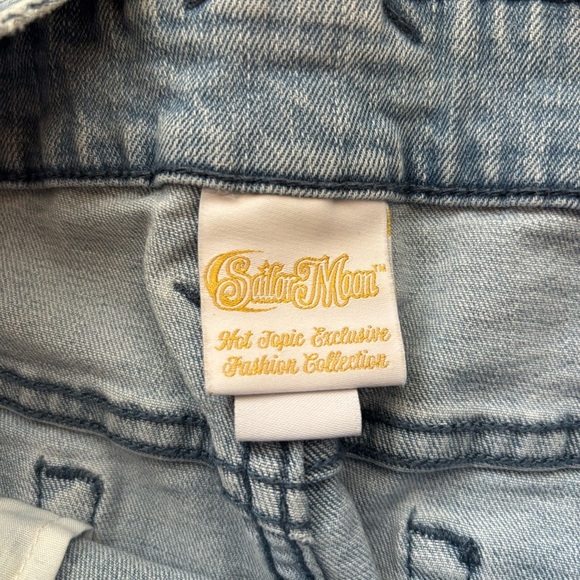 Sailor Moon™
Hot Topic Exclusive
Fashion Collection